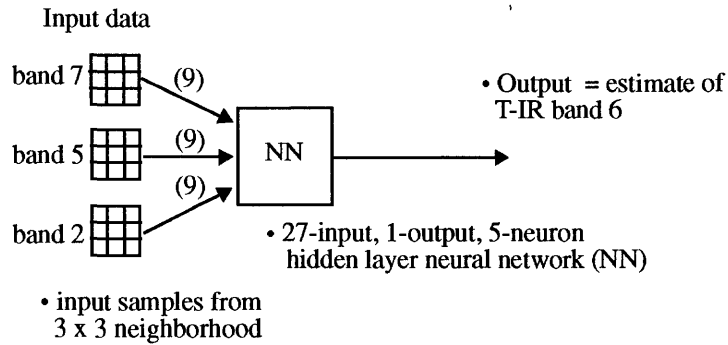 Input data
band 7
(9)
• Output = estimate of
T-IR band 6
band 5
(9)
NN
(9)
band 2
• 27-input, 1-output, 5-neuron
hidden layer neural network (NN)
• input samples from
3 x 3 neighborhood